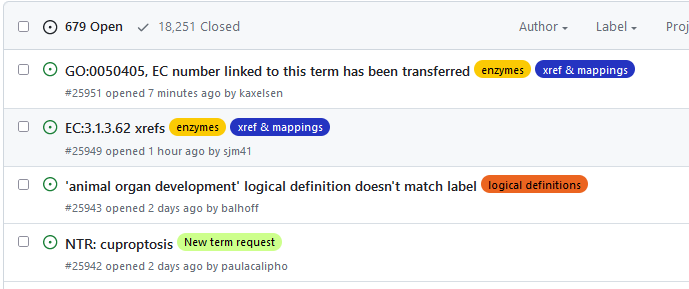 679 Open 18,251 Closed Author Label Proj
GO:0050405, EC number linked to this term has been transferred enzymes xref & mappings
#25951 opened 7 minutes ago by kaxelsen
EC:3.1.3.62 xrefs enzymes xref & mappings
#25949 opened 1 hour ago by sjm41
'animal organ development' logical definition doesn't match label logical definitions
#25943 opened 2 days ago by balhoff
NTR: cuproptosis New term request
#25942 opened 2 days ago by paulacalipho